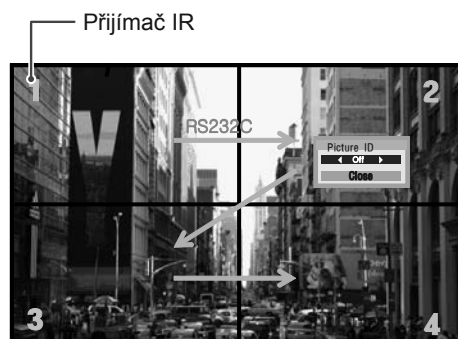 Přijímač IR
1
2
RS232C
Picture ID
Off
Close
3
4